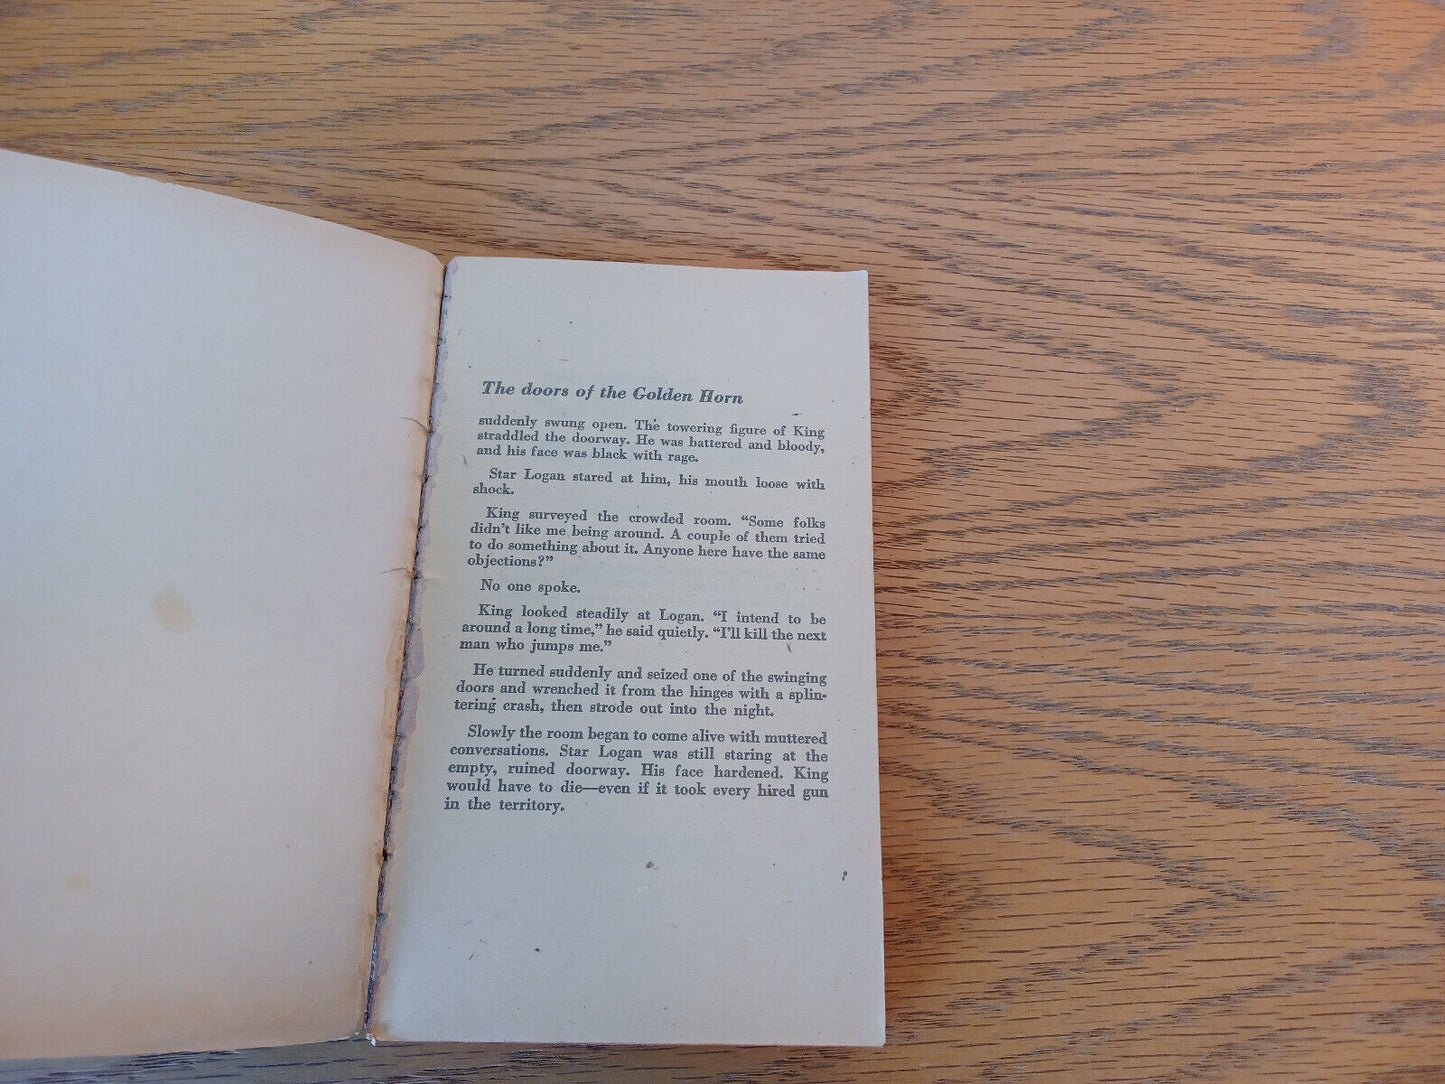 The doors of the Golden Horn
suddenly swung open. The towering figure of King
straddled the doorway. He was battered and bloody,
and his face was black with rage.
Star Logan stared at him, his mouth loose with
shock.
King surveyed the crowded room. “Some folks
didn’t like me being around. A couple of them tried
to do something about it. Anyone here have the same
objections?”
No one spoke.
King looked steadily at Logan. “I intend to be
around a long time,” he said quietly. “I’ll kill the next
man who jumps me.”
He turned suddenly and seized one of the swinging
doors and wrenched it from the hinges with a splin-
tering crash, then strode out into the night.
Slowly the room began to come alive with muttered
conversations. Star Logan was still staring at the
empty, ruined doorway. His face hardened. King
would have to die—even if it took every hired gun
in the territory.